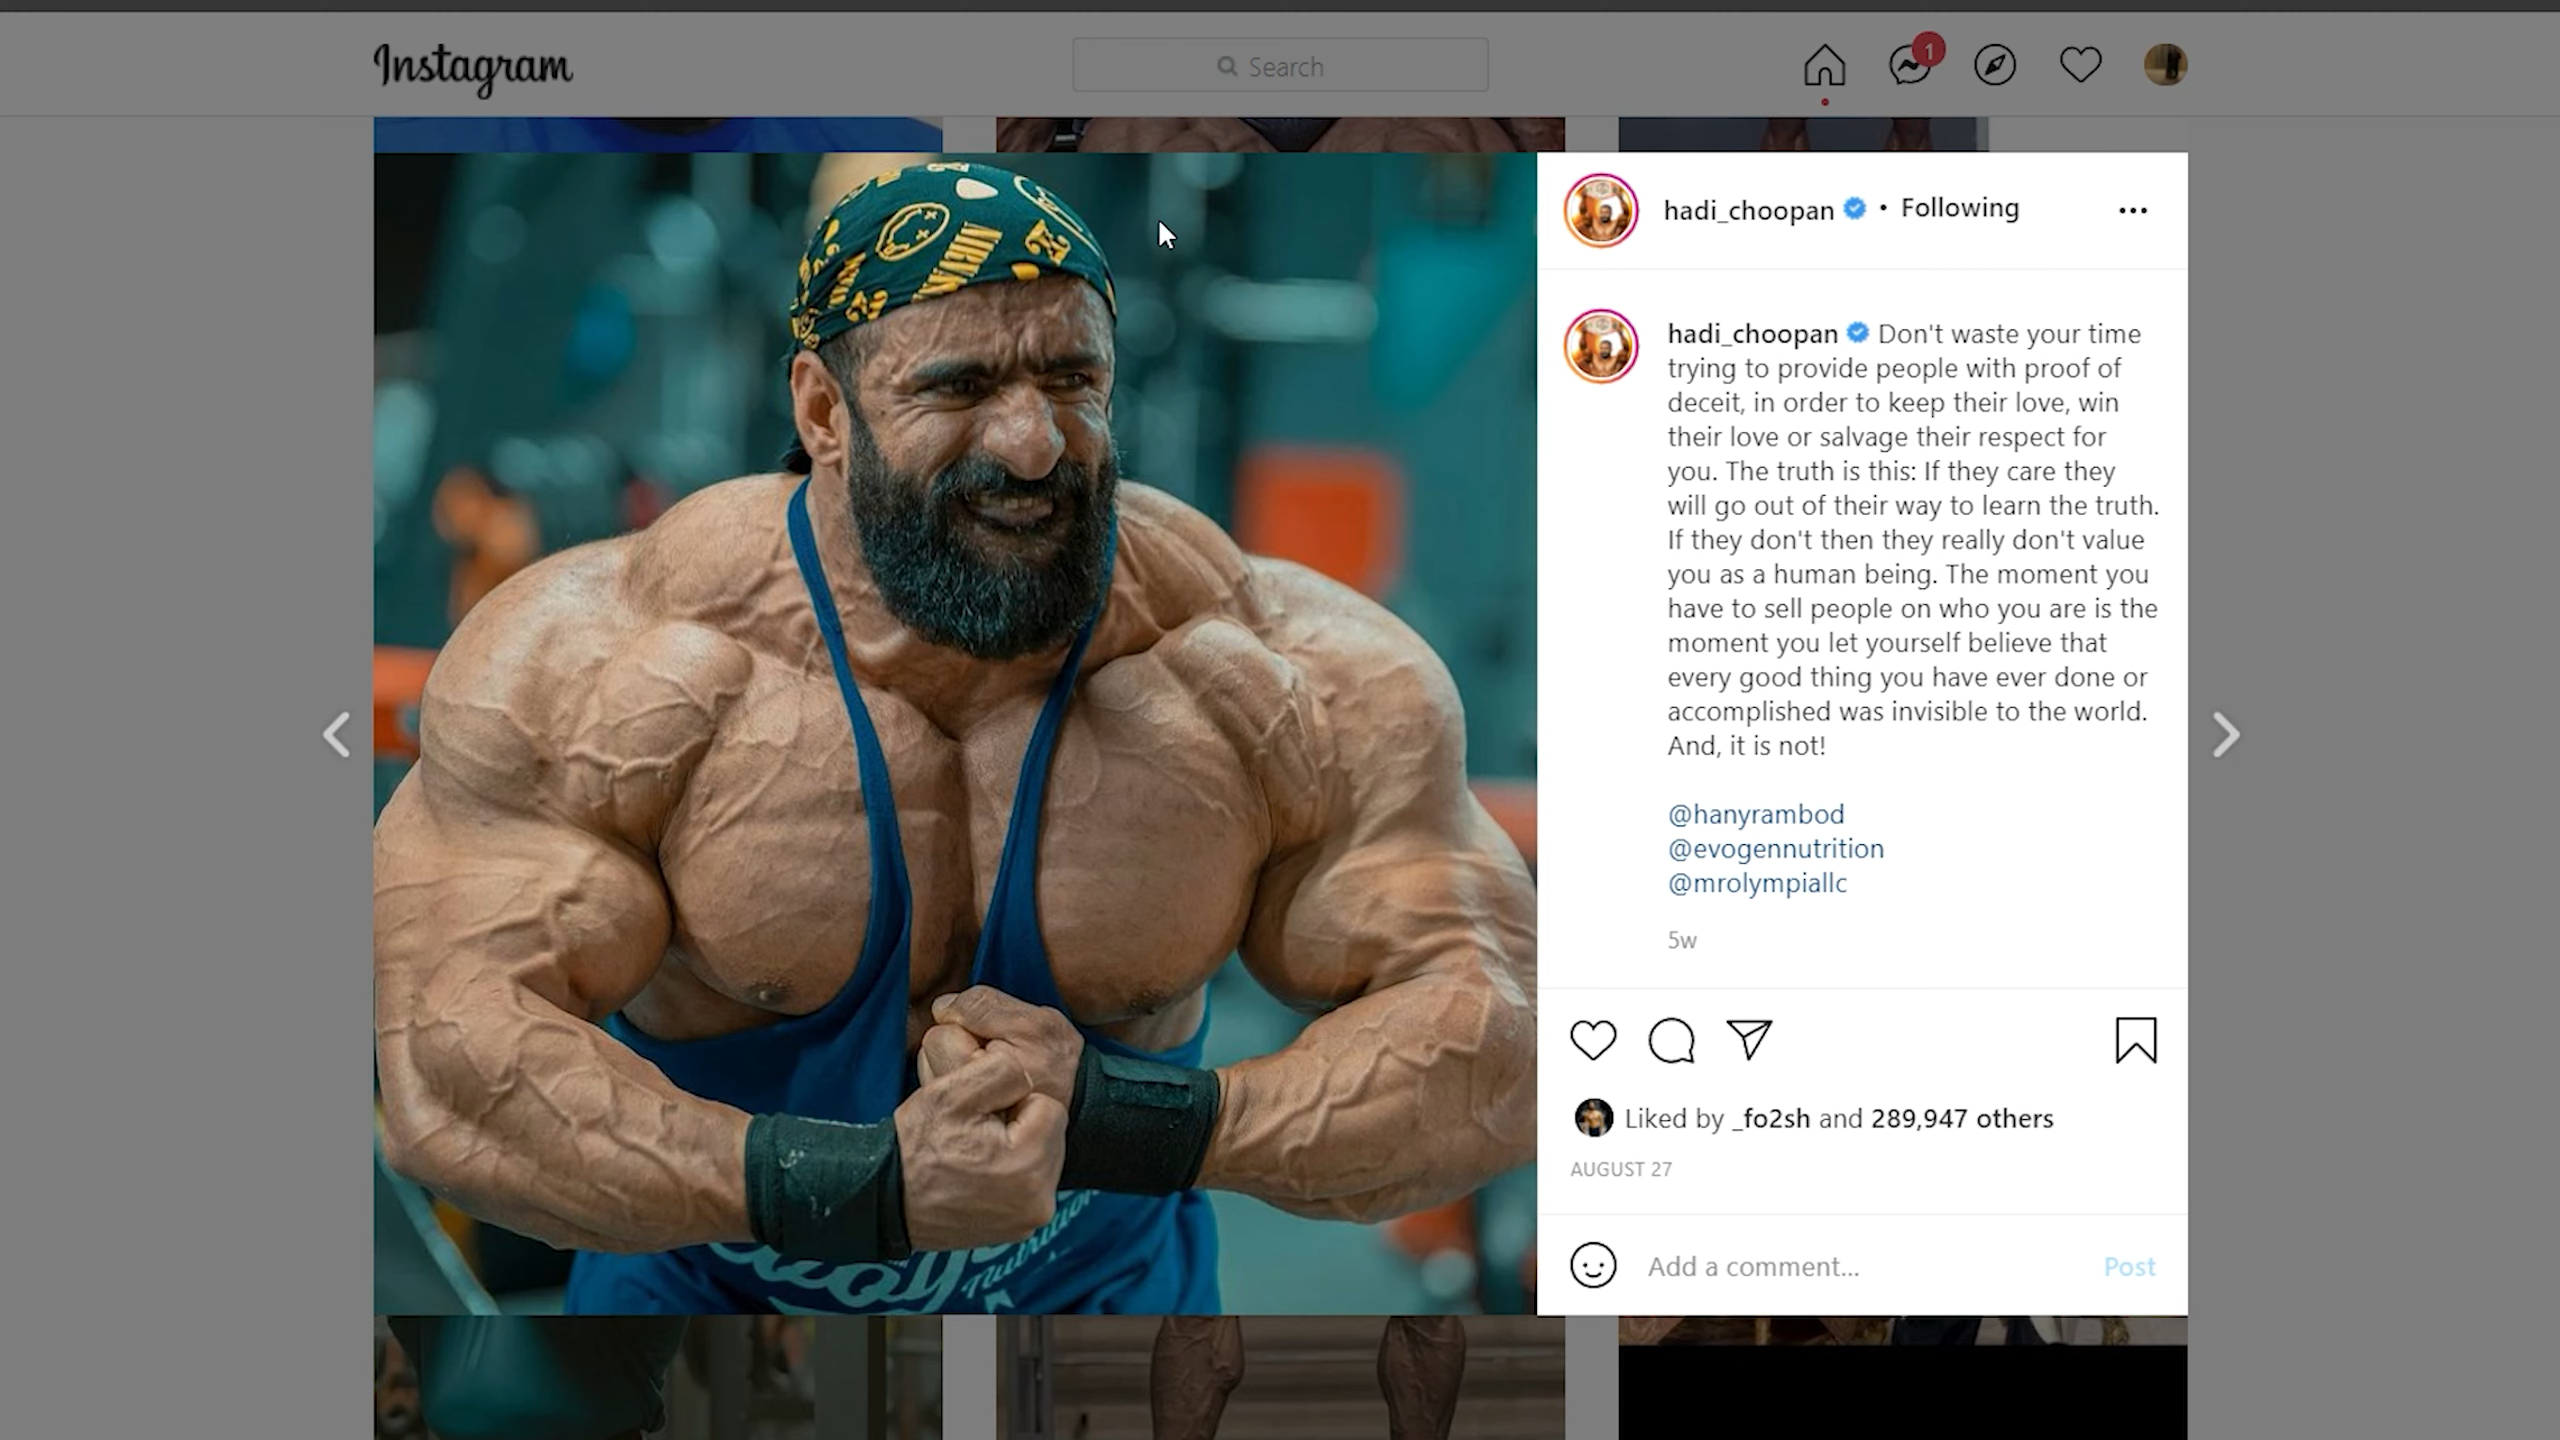 Instagram
Search
1
NIRVANA
hadi_choopan • Following
hadi_choopan Don't waste your time
trying to provide people with proof of
deceit, in order to keep their love, win
their love or salvage their respect for
you. The truth is this: If they care they
will go out of their way to learn the truth.
If they don't then they really don't value
you as a human being. The moment you
have to sell people on who you are is the
moment you let yourself believe that
every good thing you have ever done or
accomplished was invisible to the world.
And, it is not!
@hanyrambod
@evogennutrition
@mrolympiallc
5w
Liked by _fo2sh and 289,947 others
AUGUST 27
Add a comment...
Post
Nutrition